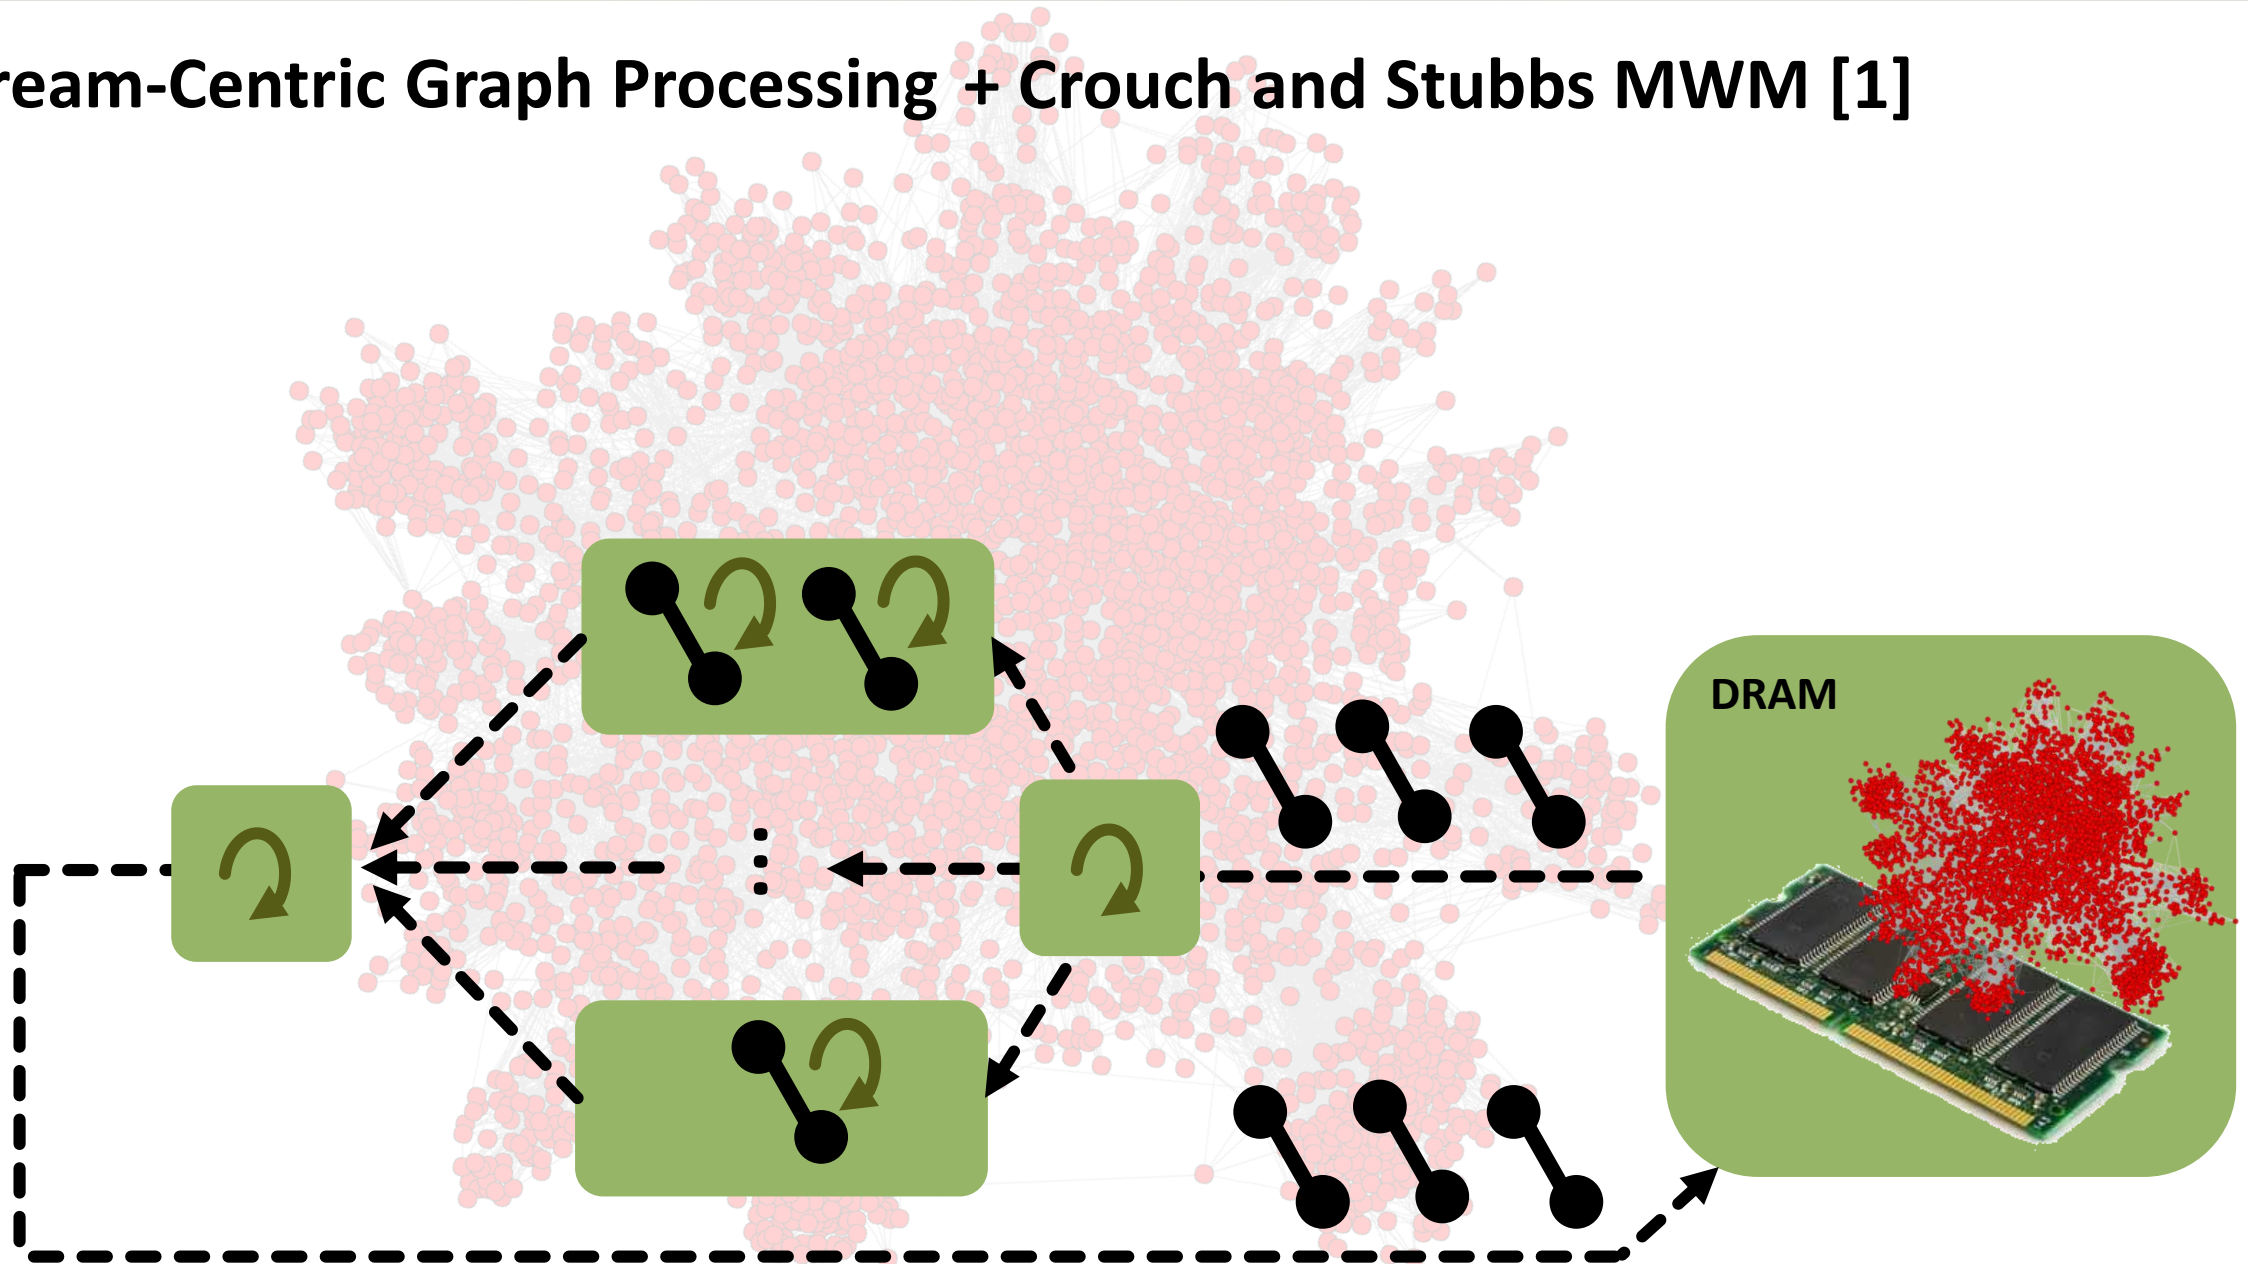 ream-Centric Graph Processing + Crouch and Stubbs MWM [1]
DRAM